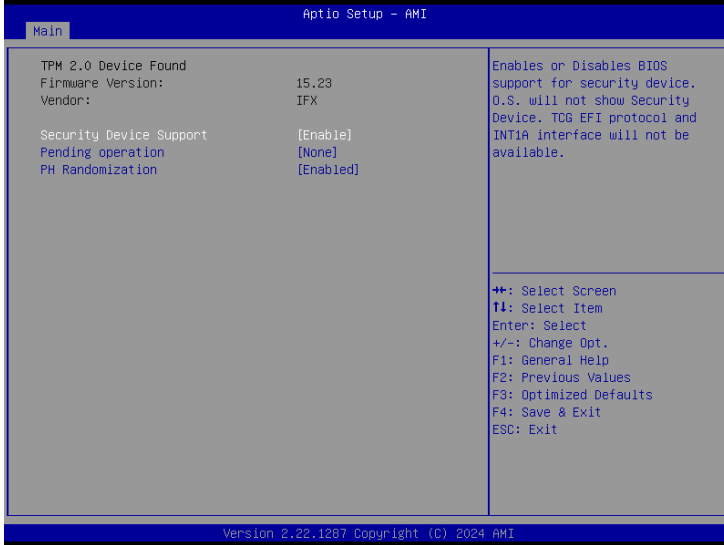 Aptio Setup - AMI
Main
TPM 2.0 Device Found
Firmware Version: 15.23
Vendor: IFX
Security Device Support [Enable]
Pending operation [None]
PH Randomization [Enabled]
Enables or Disables BIOS
support for security device.
O.S. will not show Security
Device. TCG EFI protocol and
INT1A interface will not be
available.
→←: Select Screen
↑↓: Select Item
Enter: Select
+/-: Change Opt.
F1: General Help
F2: Previous Values
F3: Optimized Defaults
F4: Save & Exit
ESC: Exit
Version 2.22.1287 Copyright (C) 2024 AMI